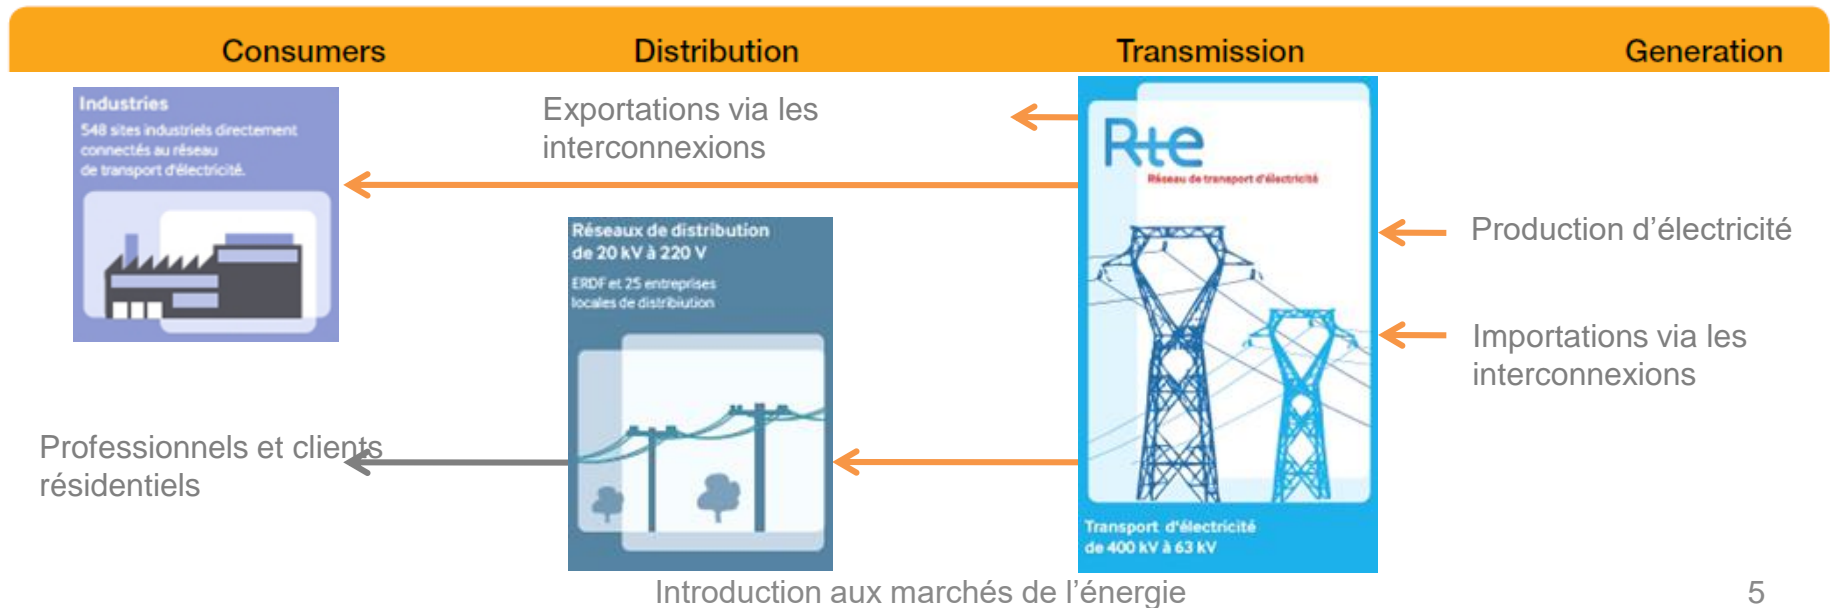 Consumers
Distribution
Transmission
Generation
Industries
548 sites industriels directement
connectés au réseau
de transport d'électricité.
Exportations via les
interconnexions
Rte
Réseau de transport d'électricité
Réseaux de distribution
de 20 kV à 220 V
ERDF et 25 entreprises
locales de distribiution
Production d’électricité
Importations via les
interconnexions
Professionnels et clients
résidentiels
Transport d'électricité
de 400 kV à 63 kV
Introduction aux marchés de l’énergie
5